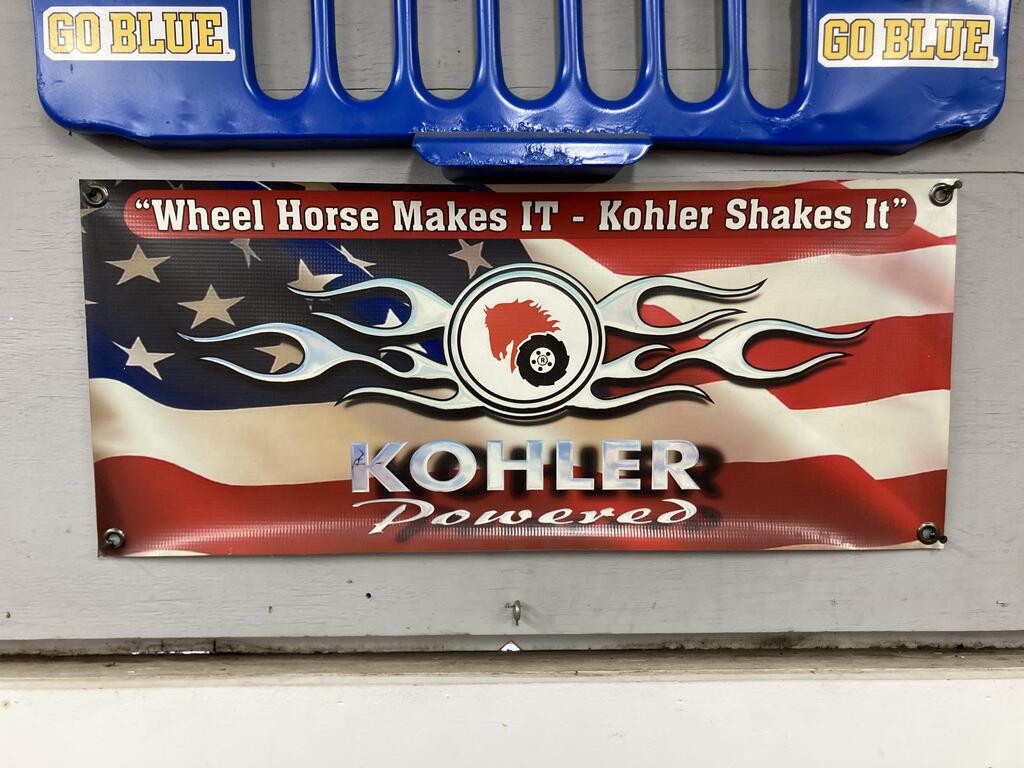 GO BLUE GO BLUE
“Wheel Horse Makes IT - Kohler Shakes It”
R
KOHLER
Powered